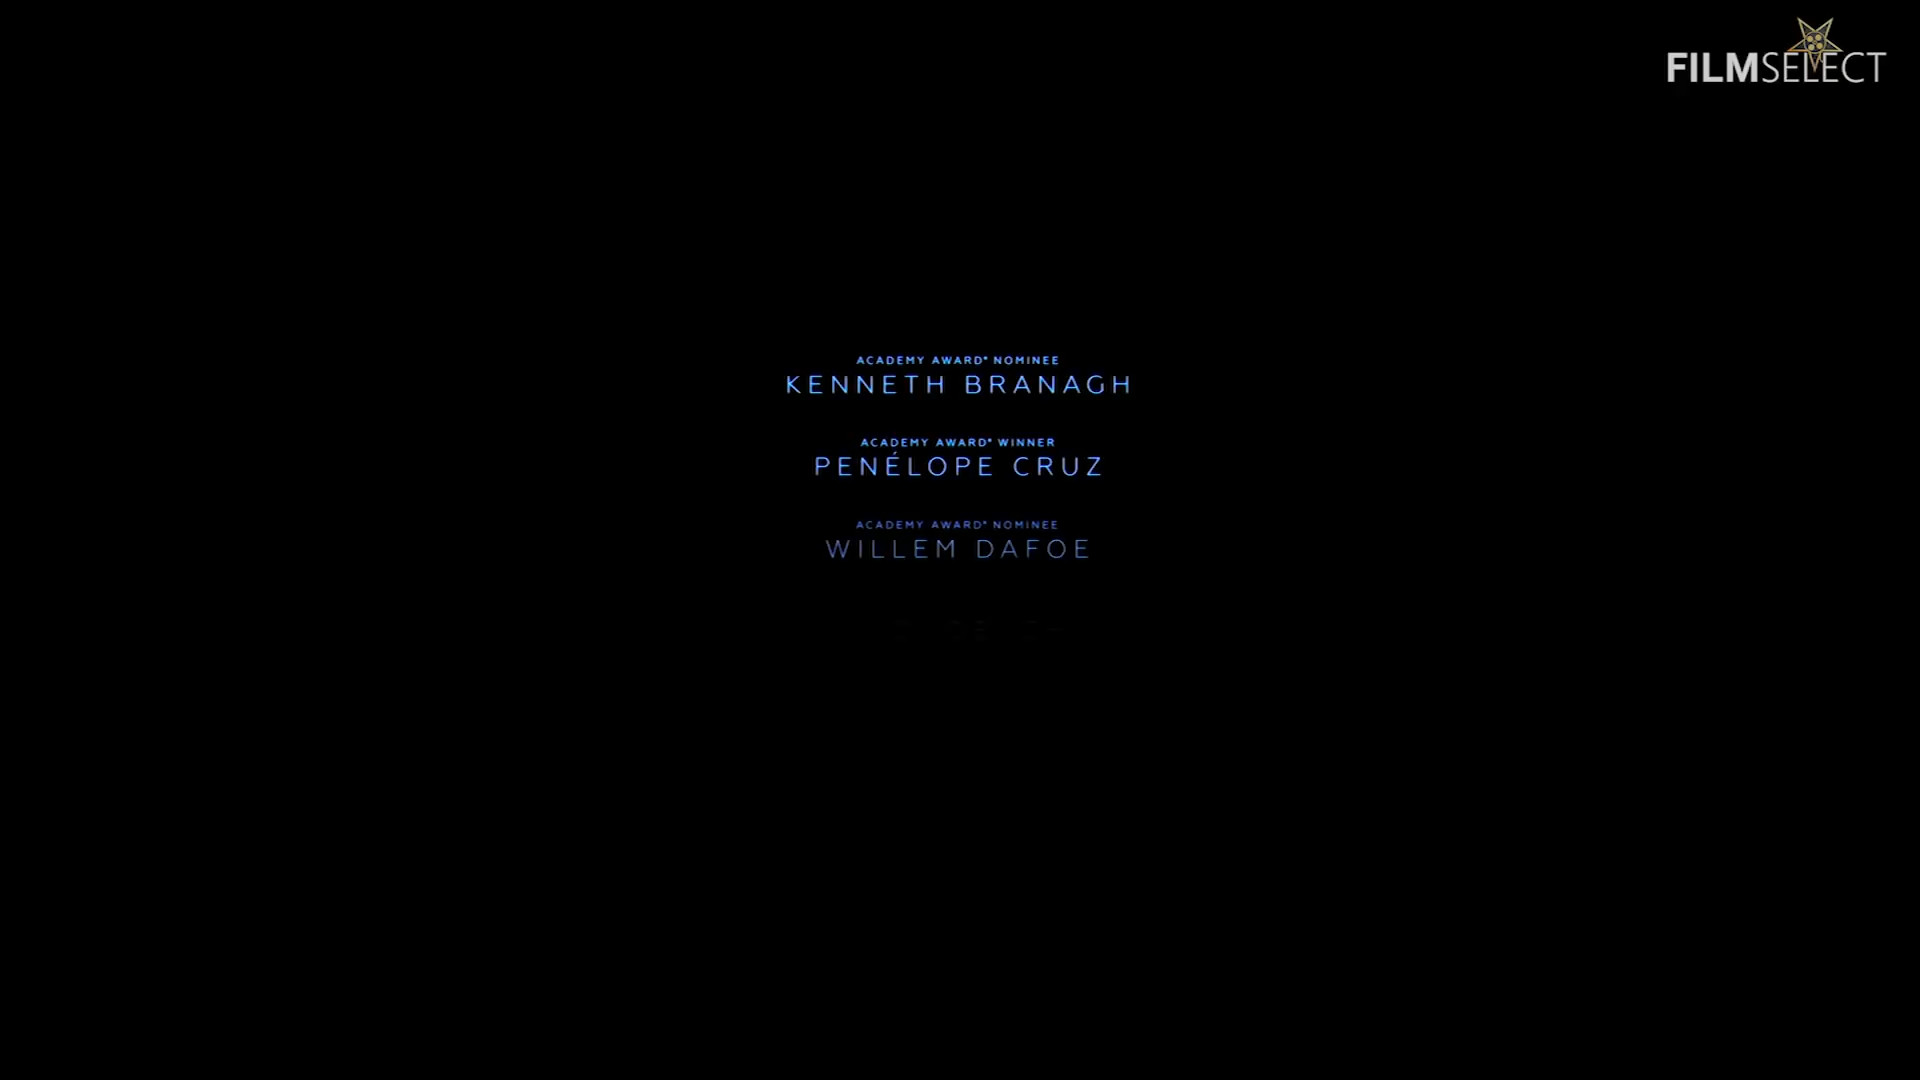 FILMSELECT
ACADEMY AWARD® NOMINEE
KENNETH BRANAGH
ACADEMY AWARD® WINNER
PENÉLOPE CRUZ
ACADEMY AWARD® NOMINEE
WILLEM DAFOE